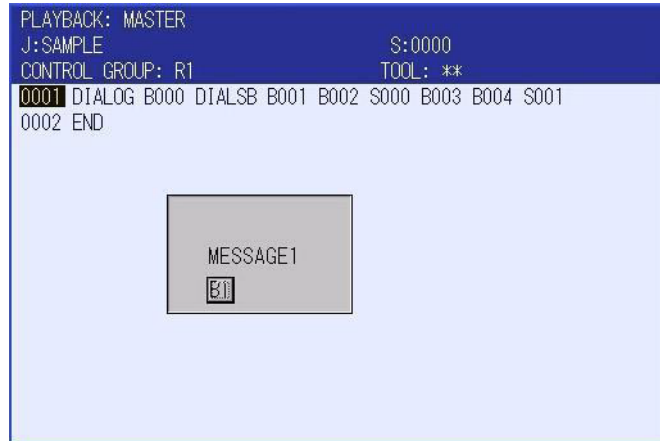 PLAYBACK: MASTER
J:SAMPLE S:0000
CONTROL GROUP: R1 TOOL: **
0001 DIALOG B000 DIALSB B001 B002 S000 B003 B004 S001
0002 END
MESSAGE1
B1